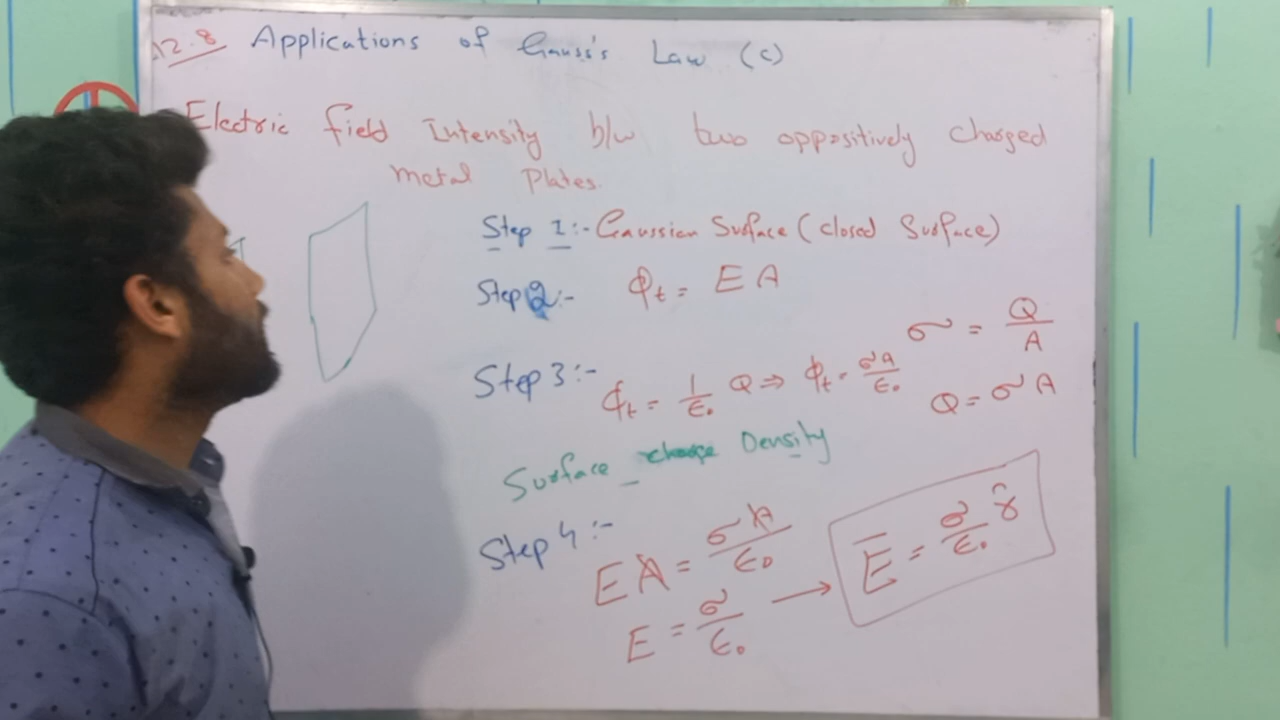 12.8 Applications of Gauss's Law (c)
Electric field Intensity b/w two oppositively charged
metal Plates.
Step 1:- Gaussian Surface (closed Surface)
Step 2:- ϕt = EA
σ = Q/A
Step 3:- ϕt = 1/ε₀ Q ⇒ ϕt = σA/ε₀
Q = σA
Surface charge Density
Step 4:-
EA = σA/ε₀
E = σ/ε₀ → E̅ = σ/ε₀ r̂